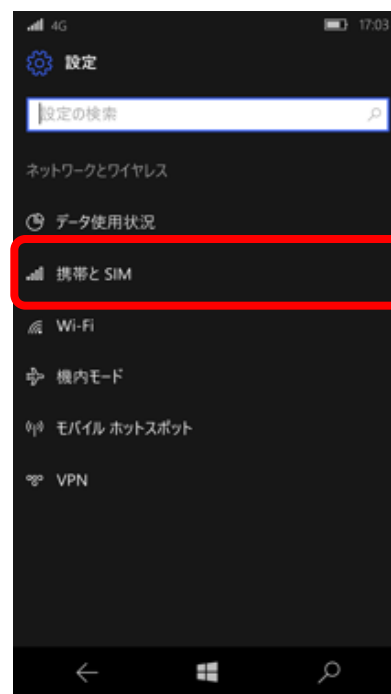 4G 17:03
設定
設定の検索
ネットワークとワイヤレス
データ使用状況
携帯と SIM
Wi-Fi
機内モード
モバイル ホットスポット
VPN